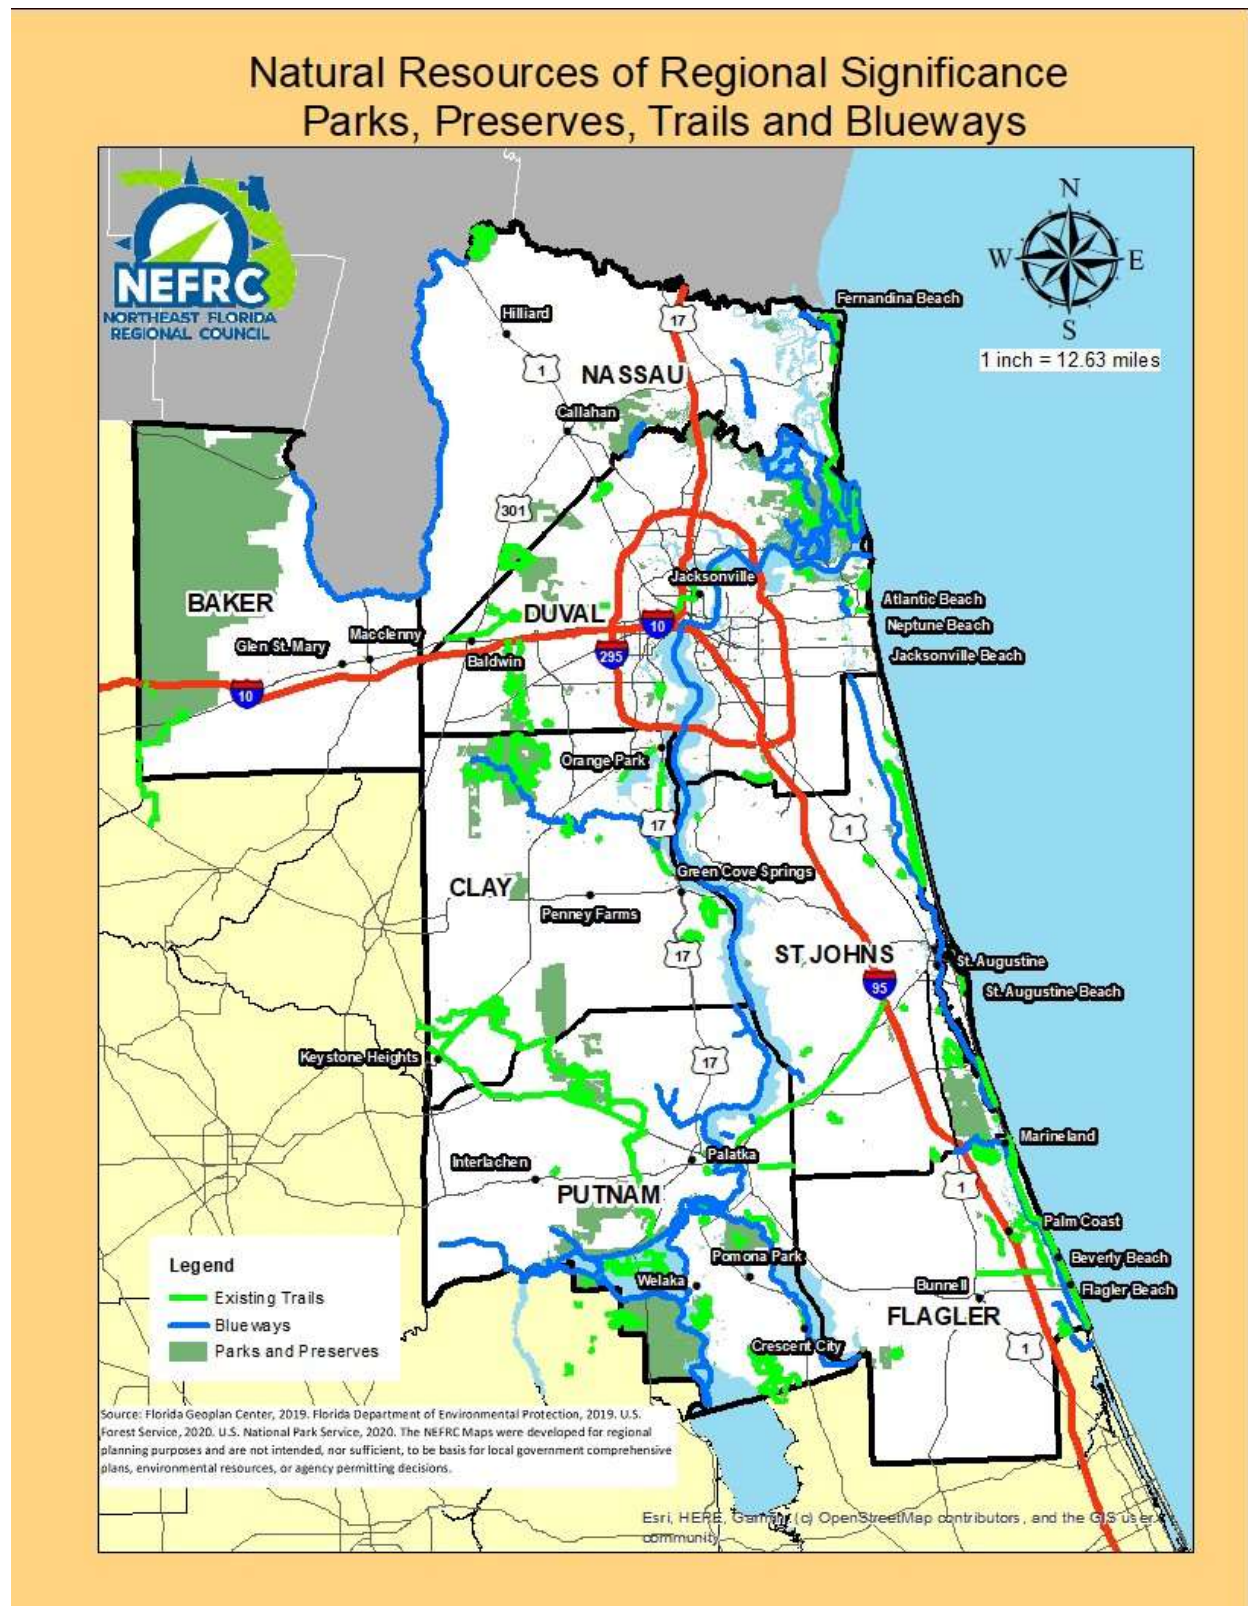 Natural Resources of Regional Significance
Parks, Preserves, Trails and Blueways
NEFRC
NORTHEAST FLORIDA
REGIONAL COUNCIL
N
W
E
S
1 inch = 12.63 miles
Fernandina Beach
Hilliard
17
1
NASSAU
Callahan
301
Jacksonville
BAKER
DUVAL
Atlantic Beach
10
Neptune Beach
Macclenny
Glen St. Mary
295
Baldwin
Jacksonville Beach
10
Orange Park
17
1
Green Cove Springs
CLAY
Penney Farms
17
ST JOHNS
St. Augustine
95
St. Augustine Beach
Keystone Heights
17
Marineland
Palatka
Interlachen
1
PUTNAM
Palm Coast
Pomona Park
Beverly Beach
Welaka
Bunnell
Flagler Beach
FLAGLER
Crescent City
1
Legend
Existing Trails
Blueways
Parks and Preserves
Source: Florida Geoplan Center, 2019. Florida Department of Environmental Protection, 2019. U.S.
Forest Service, 2020. U.S. National Park Service, 2020. The NEFRC Maps were developed for regional
planning purposes and are not intended, nor sufficient, to be basis for local government comprehensive
plans, environmental resources, or agency permitting decisions.
Esri, HERE, Garmin, (c) OpenStreetMap contributors, and the GIS user
community